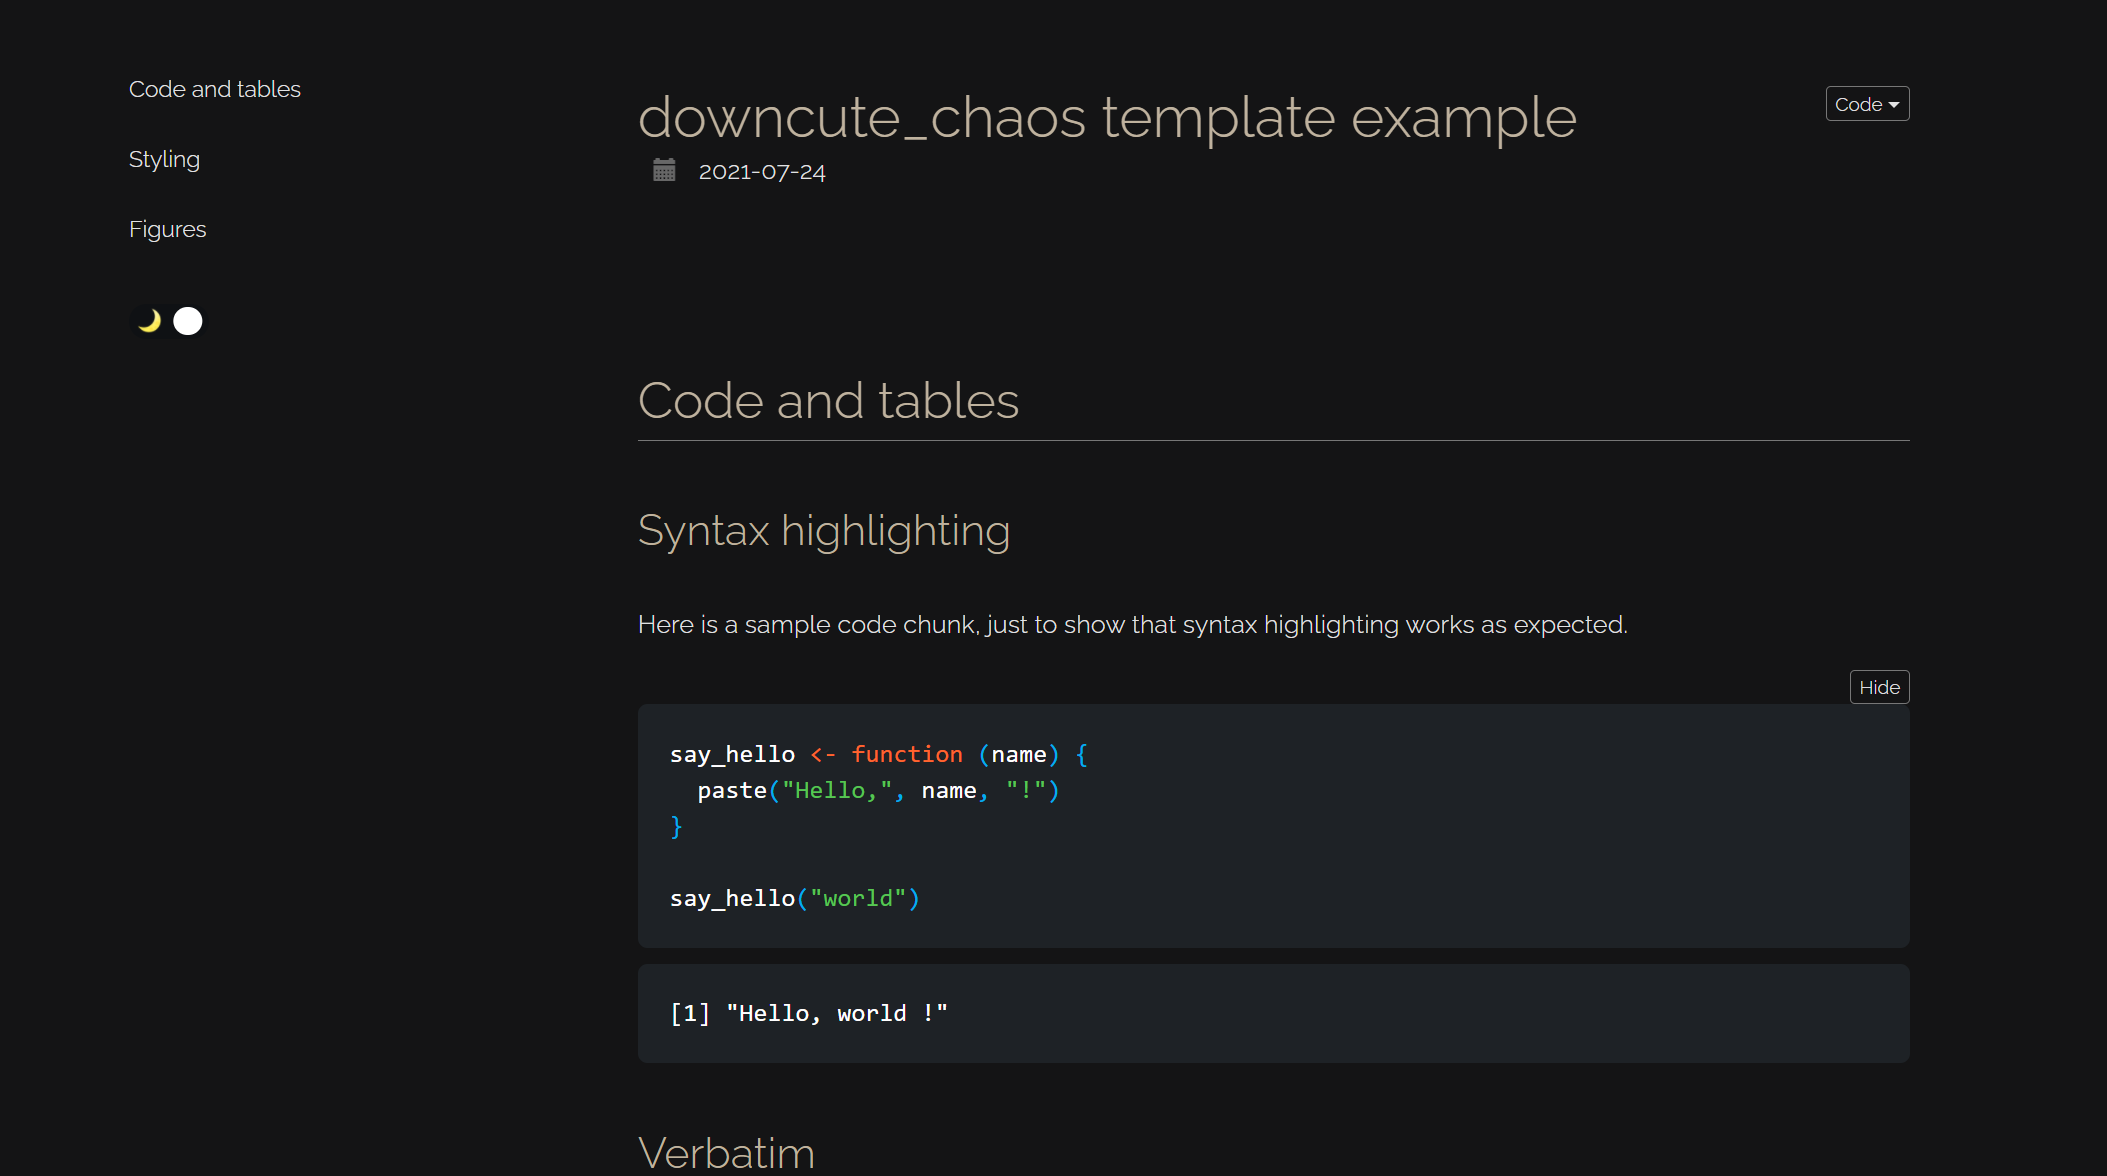 Code and tables
Styling
Figures
downcute_chaos template example
Code
2021-07-24
Code and tables
Syntax highlighting
Here is a sample code chunk, just to show that syntax highlighting works as expected.
Hide
say_hello <- function (name) {
  paste("Hello,", name, "!")
}
say_hello("world")
[1] "Hello, world !"
Verbatim